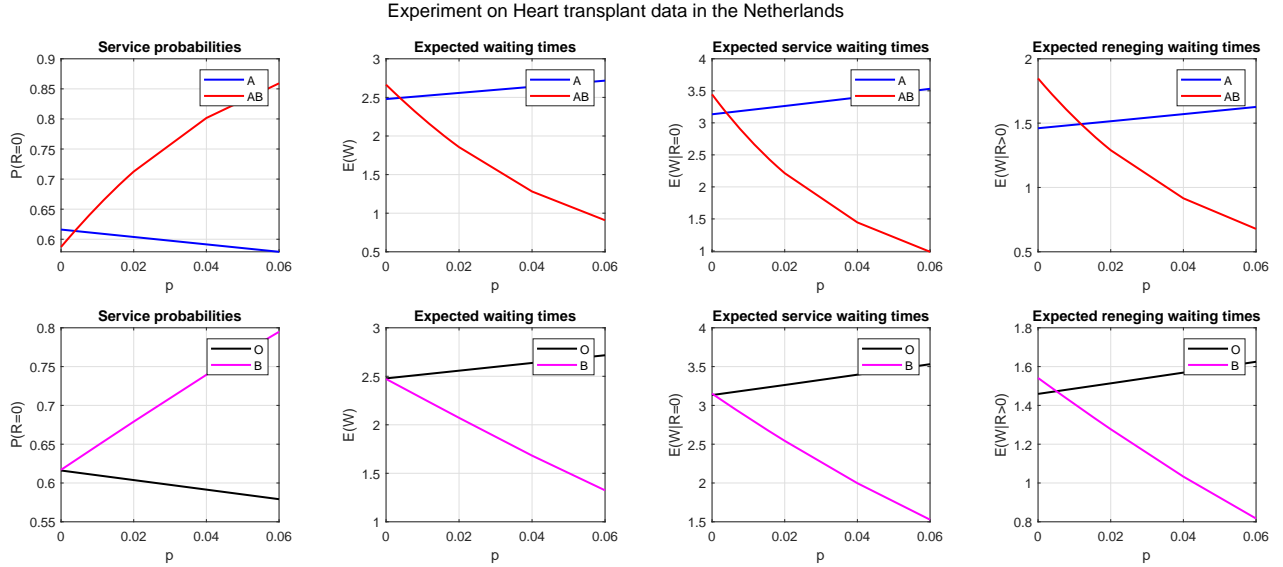 Experiment on Heart transplant data in the Netherlands
Service probabilities
P(R=0)
0.9
0.85
0.8
0.75
0.7
0.65
0.6
0
0.02
0.04
0.06
p
A
AB
Expected waiting times
E(W)
3
2.5
2
1.5
1
0.5
0
0.02
0.04
0.06
p
A
AB
Expected service waiting times
E(W|R=0)
4
3.5
3
2.5
2
1.5
1
0
0.02
0.04
0.06
p
A
AB
Expected reneging waiting times
E(W|R>0)
2
1.5
1
0.5
0
0.02
0.04
0.06
p
A
AB
Service probabilities
P(R=0)
0.8
0.75
0.7
0.65
0.6
0.55
0
0.02
0.04
0.06
p
O
B
Expected waiting times
E(W)
3
2.5
2
1.5
1
0
0.02
0.04
0.06
p
O
B
Expected service waiting times
E(W|R=0)
4
3.5
3
2.5
2
1.5
0
0.02
0.04
0.06
p
O
B
Expected reneging waiting times
E(W|R>0)
1.8
1.6
1.4
1.2
1
0.8
0
0.02
0.04
0.06
p
O
B